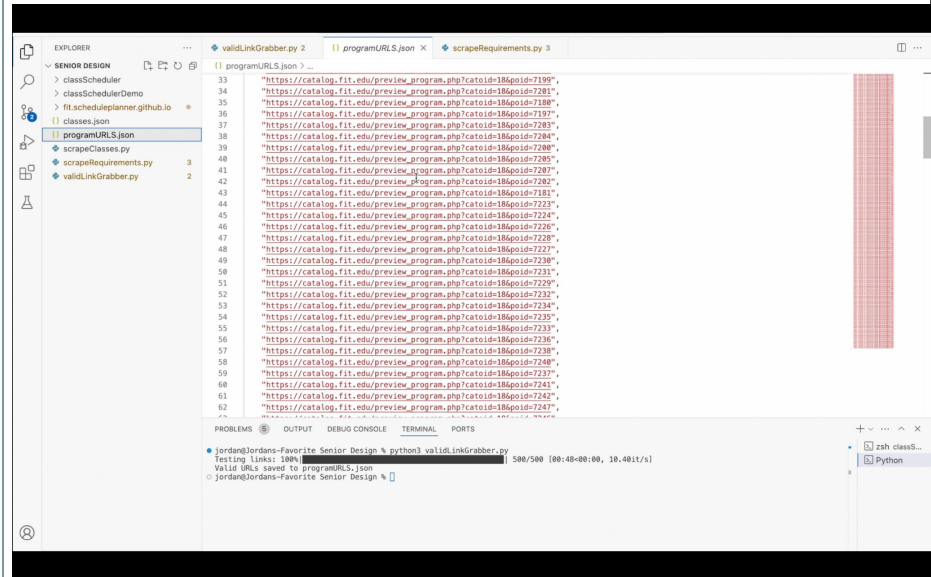 EXPLORER
SENIOR DESIGN
classScheduler
classSchedulerDemo
fit.scheduleplanner.github.io
classes.json
programURLS.json
scrapeClasses.py
scrapeRequirements.py 3
validLinkGrabber.py 2
2
validLinkGrabber.py 2
{} programURLS.json ×
scrapeRequirements.py 3
{} programURLS.json > ...
33 "https://catalog.fit.edu/preview_program.php?catoid=18&poid=7199",
34 "https://catalog.fit.edu/preview_program.php?catoid=18&poid=7201",
35 "https://catalog.fit.edu/preview_program.php?catoid=18&poid=7180",
36 "https://catalog.fit.edu/preview_program.php?catoid=18&poid=7197",
37 "https://catalog.fit.edu/preview_program.php?catoid=18&poid=7203",
38 "https://catalog.fit.edu/preview_program.php?catoid=18&poid=7204",
39 "https://catalog.fit.edu/preview_program.php?catoid=18&poid=7200",
40 "https://catalog.fit.edu/preview_program.php?catoid=18&poid=7205",
41 "https://catalog.fit.edu/preview_program.php?catoid=18&poid=7207",
42 "https://catalog.fit.edu/preview_program.php?catoid=18&poid=7202",
43 "https://catalog.fit.edu/preview_program.php?catoid=18&poid=7181",
44 "https://catalog.fit.edu/preview_program.php?catoid=18&poid=7223",
45 "https://catalog.fit.edu/preview_program.php?catoid=18&poid=7224",
46 "https://catalog.fit.edu/preview_program.php?catoid=18&poid=7226",
47 "https://catalog.fit.edu/preview_program.php?catoid=18&poid=7228",
48 "https://catalog.fit.edu/preview_program.php?catoid=18&poid=7227",
49 "https://catalog.fit.edu/preview_program.php?catoid=18&poid=7230",
50 "https://catalog.fit.edu/preview_program.php?catoid=18&poid=7231",
51 "https://catalog.fit.edu/preview_program.php?catoid=18&poid=7229",
52 "https://catalog.fit.edu/preview_program.php?catoid=18&poid=7232",
53 "https://catalog.fit.edu/preview_program.php?catoid=18&poid=7234",
54 "https://catalog.fit.edu/preview_program.php?catoid=18&poid=7235",
55 "https://catalog.fit.edu/preview_program.php?catoid=18&poid=7233",
56 "https://catalog.fit.edu/preview_program.php?catoid=18&poid=7236",
57 "https://catalog.fit.edu/preview_program.php?catoid=18&poid=7238",
58 "https://catalog.fit.edu/preview_program.php?catoid=18&poid=7240",
59 "https://catalog.fit.edu/preview_program.php?catoid=18&poid=7237",
60 "https://catalog.fit.edu/preview_program.php?catoid=18&poid=7241",
61 "https://catalog.fit.edu/preview_program.php?catoid=18&poid=7242",
62 "https://catalog.fit.edu/preview_program.php?catoid=18&poid=7247",
PROBLEMS 5 OUTPUT DEBUG CONSOLE TERMINAL PORTS
jordan@Jordans-Favorite Senior Design % python3 validLinkGrabber.py
Testing links: 100%| | 500/500 [00:48<00:00, 10.40it/s]
Valid URLs saved to programURLS.json
jordan@Jordans-Favorite Senior Design %
zsh classS...
Python